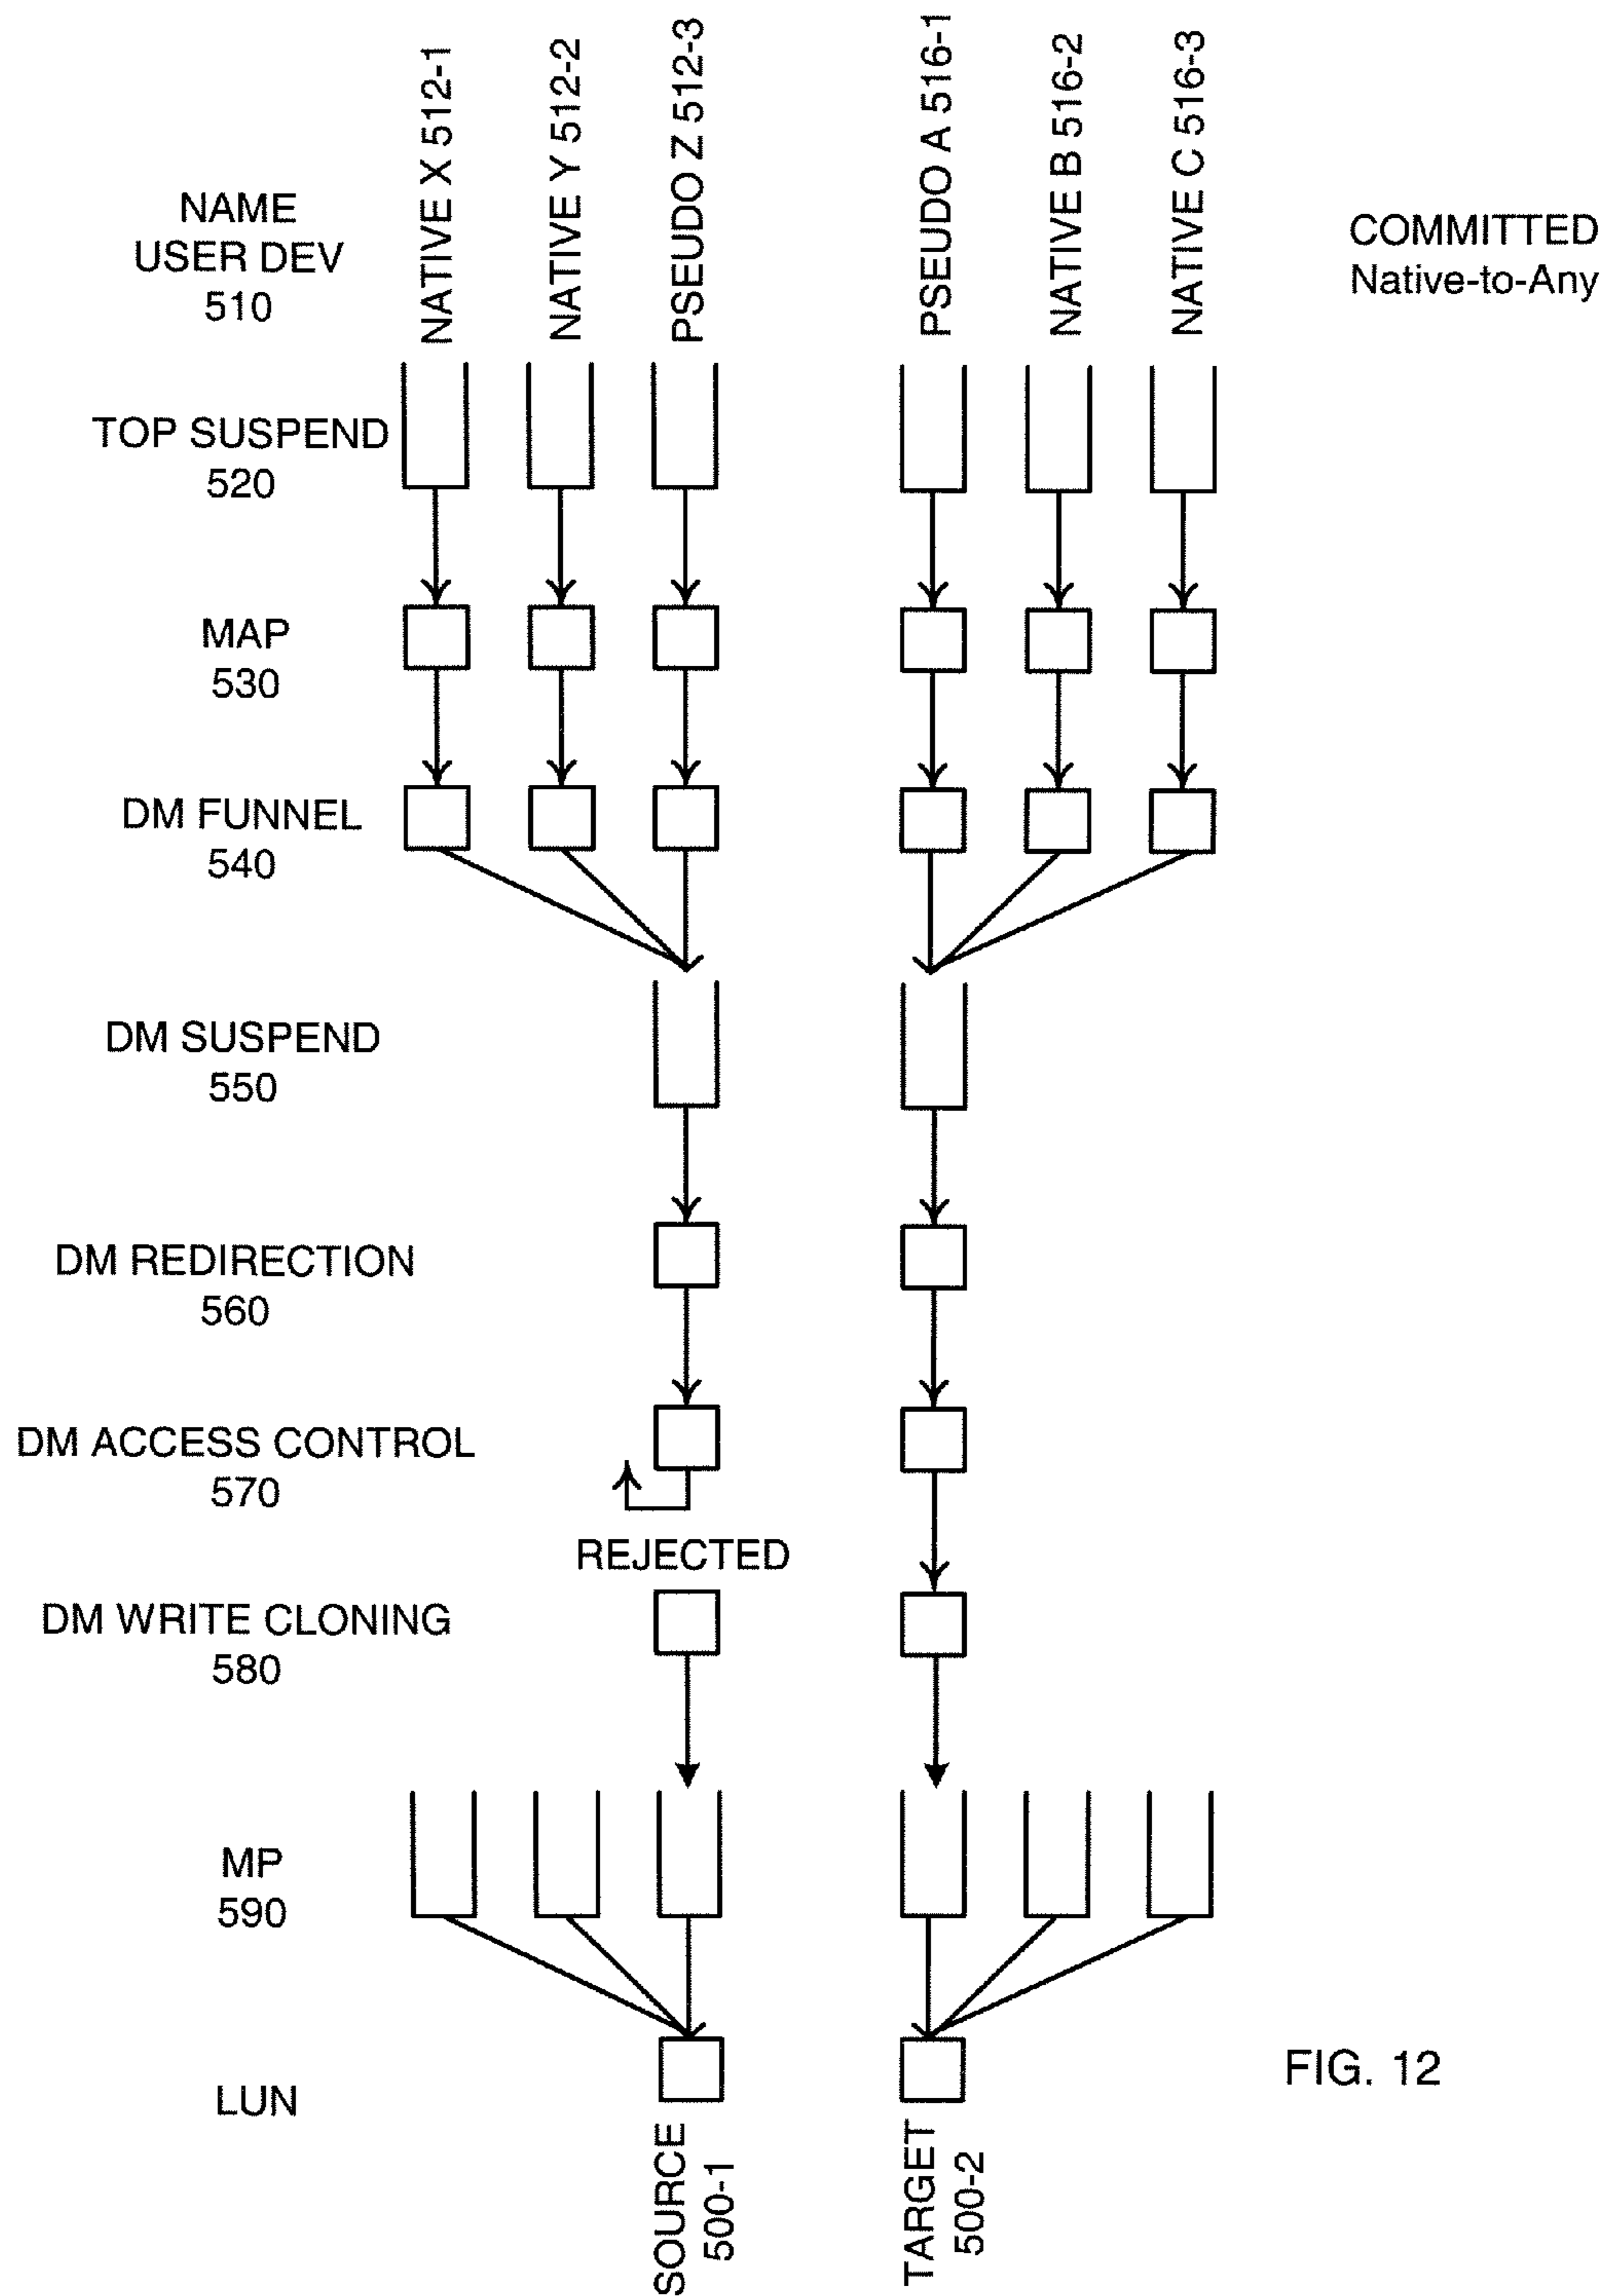 NATIVE X 512-1
NATIVE Y 512-2
PSEUDO Z 512-3
PSEUDO A 516-1
NATIVE B 516-2
NATIVE C 516-3
NAME
USER DEV
510
COMMITTED
Native-to-Any
TOP SUSPEND
520
MAP
530
DM FUNNEL
540
DM SUSPEND
550
DM REDIRECTION
560
DM ACCESS CONTROL
570
REJECTED
DM WRITE CLONING
580
MP
590
LUN
SOURCE
500-1
TARGET
500-2
FIG. 12